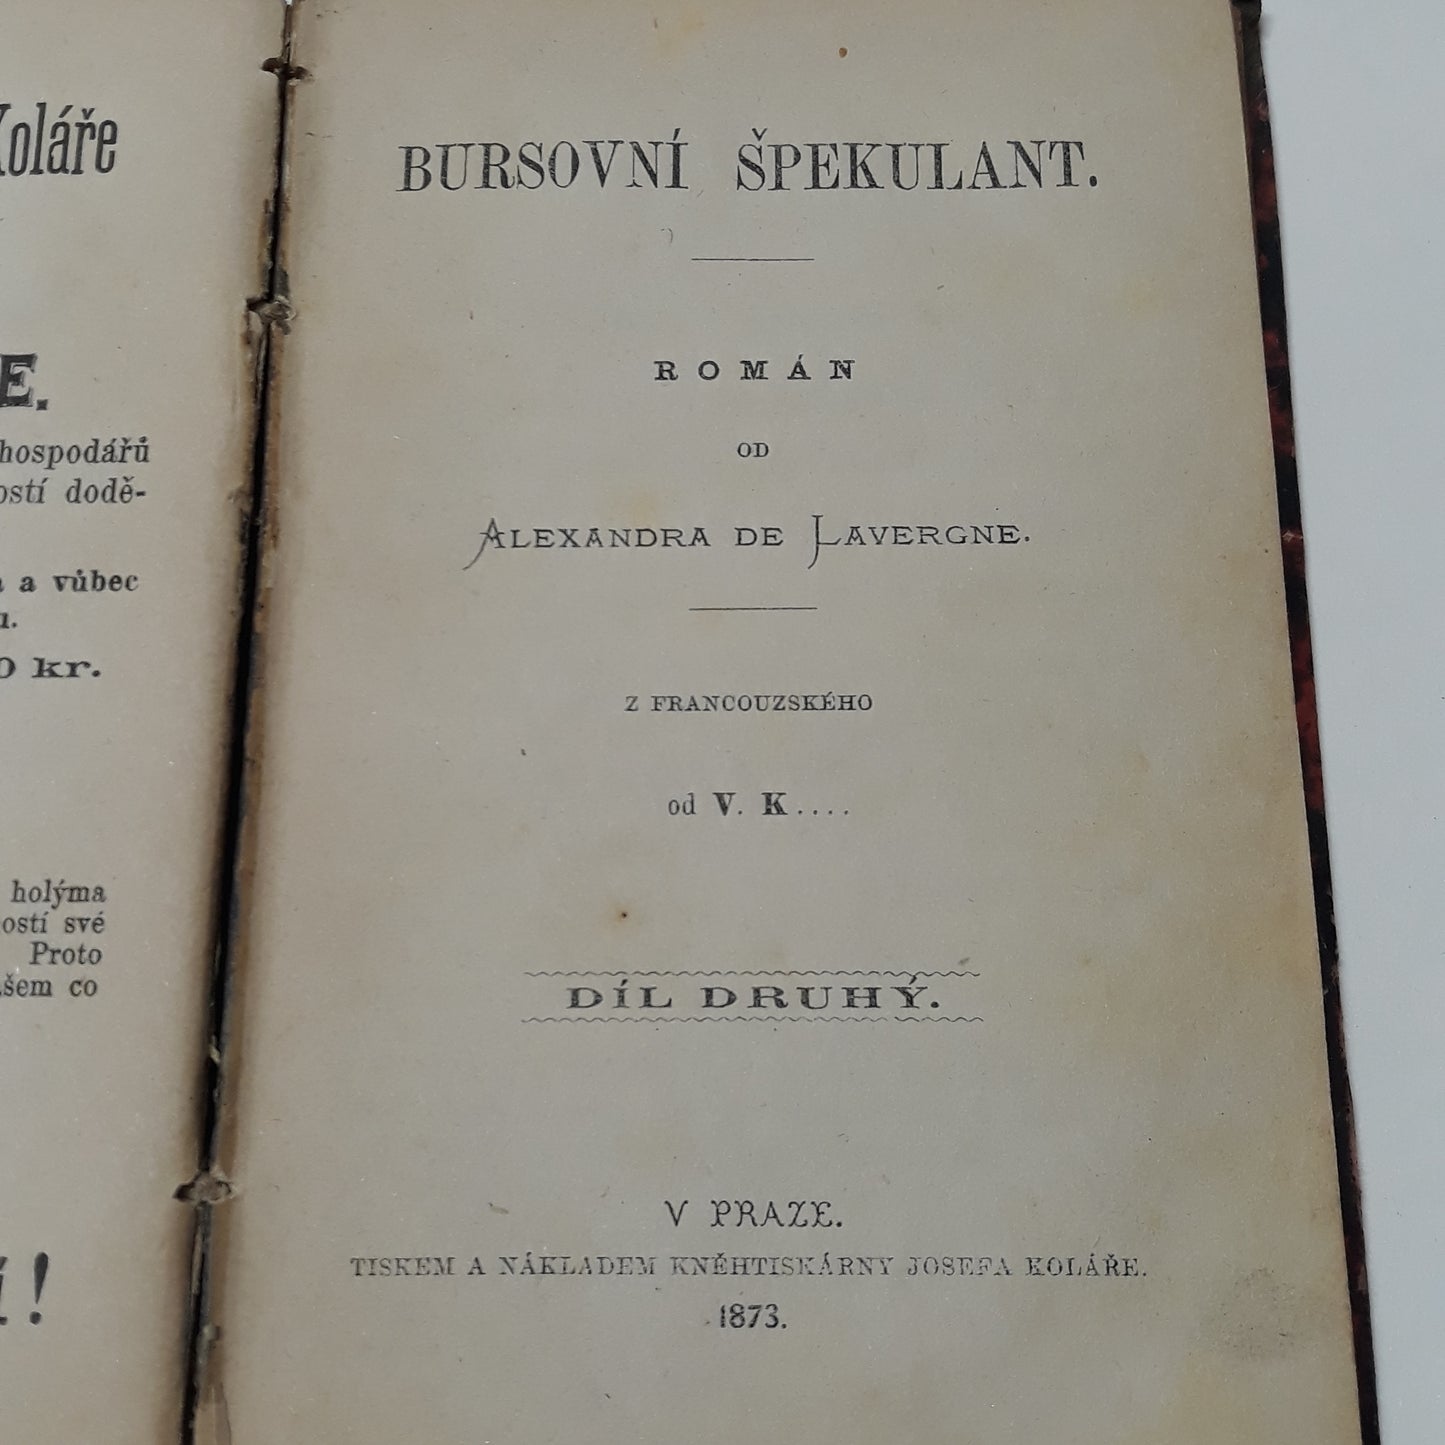 Koláře
E.
hospodářů
ostí dodě-
a vůbec
kr.
holýma
ostí své
Proto
co
!
BURSOVNÍ ŠPEKULANT.
ROMÁN
OD
ALEXANDRA DE LAVERGNE.
Z FRANCOUZSKÉHO
od V. K....
DÍL DRUHÝ.
V PRAZE.
TISKEM A NÁKLADEM KNĚHTISKÁRNY JOSEFA KOLÁŘE.
1873.